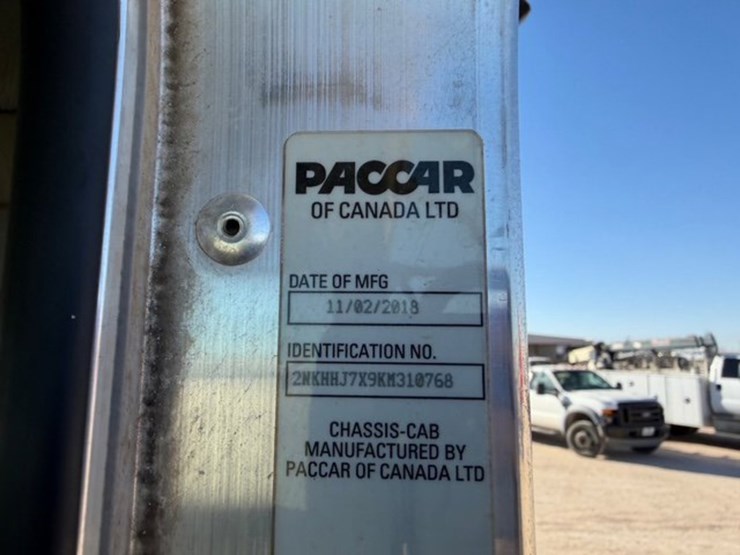 PACCAR
OF CANADA LTD
DATE OF MFG
11/02/2018
IDENTIFICATION NO.
2NKHHJ7X9KM310768
CHASSIS-CAB
MANUFACTURED BY
PACCAR OF CANADA LTD